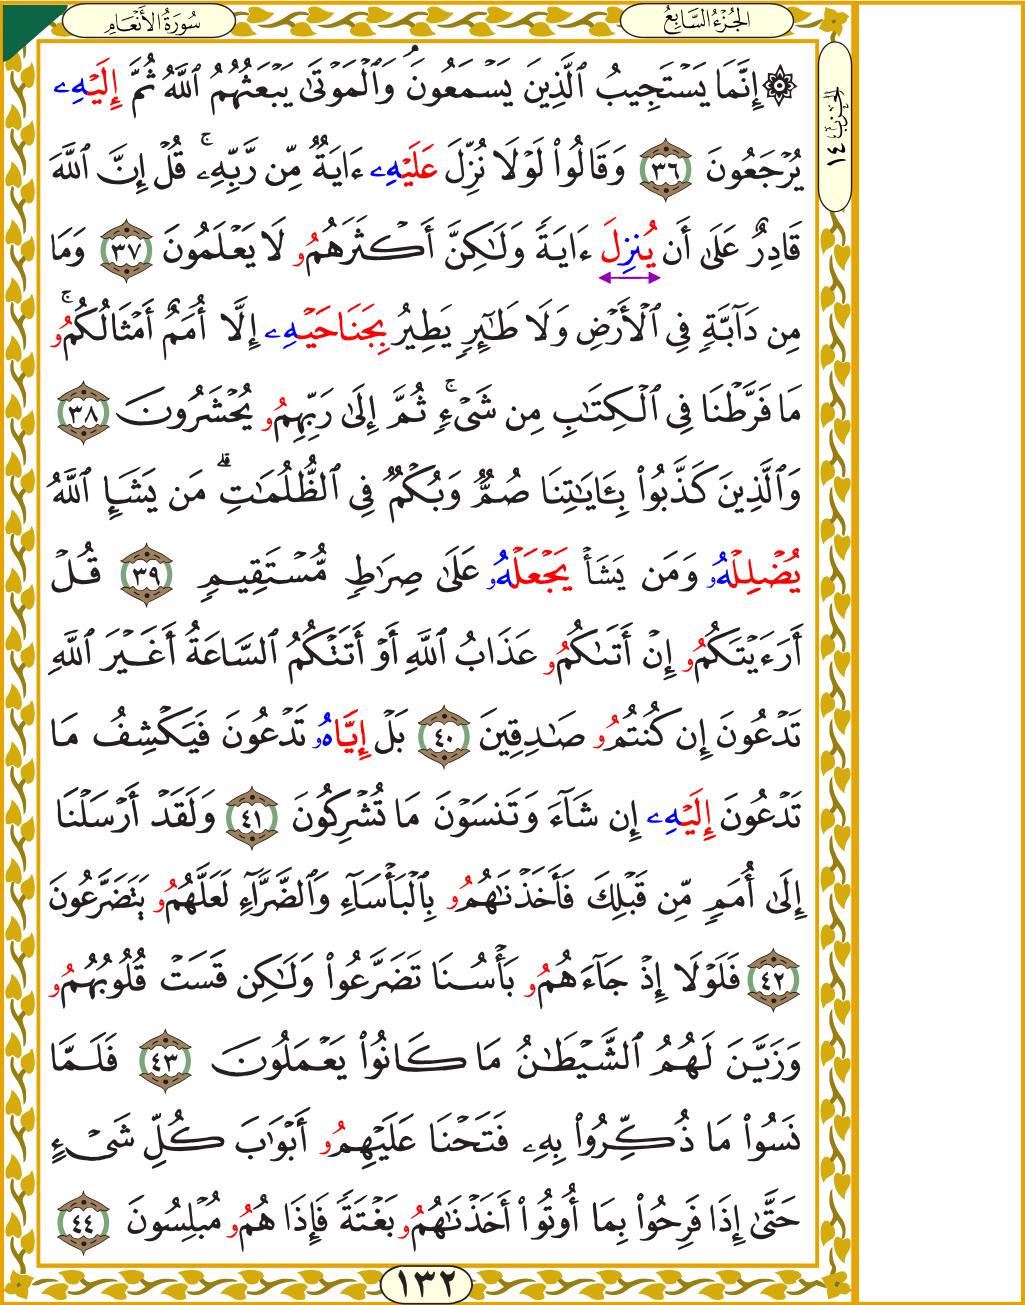 سُورَةُ الأَنْعَامِ
الجُزْءُ السَّابِعُ
الحزب ١٤
۞ إِنَّمَا يَسْتَجِيبُ ٱلَّذِينَ يَسْمَعُونَ وَٱلْمَوْتَىٰ يَبْعَثُهُمُ ٱللَّهُ ثُمَّ إِلَيْهِۦ
يُرْجَعُونَ ٣٦ وَقَالُوا۟ لَوْلَا نُزِّلَ عَلَيْهِۦ ءَايَةٌ مِّن رَّبِّهِۦ ۚ قُلْ إِنَّ ٱللَّهَ
قَادِرٌ عَلَىٰ أَن يُنزِلَ ءَايَةً وَلَـٰكِنَّ أَكْثَرَهُمُۥ لَا يَعْلَمُونَ ٣٧ وَمَا
مِن دَآبَّةٍ فِى ٱلْأَرْضِ وَلَا طَـٰٓئِرٍ يَطِيرُ بِجَنَاحَيْهِۦ إِلَّا أُمَمٌ أَمْثَالُكُمُۥ ۚ
مَا فَرَّطْنَا فِى ٱلْكِتَـٰبِ مِن شَىْءٍ ۚ ثُمَّ إِلَىٰ رَبِّهِمُۥ يُحْشَرُونَ ٣٨
وَٱلَّذِينَ كَذَّبُوا۟ بِـَٔايَـٰتِنَا صُمٌّ وَبُكْمٌ فِى ٱلظُّلُمَـٰتِ ۗ مَن يَشَإِ ٱللَّهُ
يُضْلِلْهُۥ وَمَن يَشَأْ يَجْعَلْهُۥ عَلَىٰ صِرَٰطٍ مُّسْتَقِيمٍ ٣٩ قُلْ
أَرَءَيْتَكُمُۥ إِنْ أَتَىٰكُمُۥ عَذَابُ ٱللَّهِ أَوْ أَتَتْكُمُ ٱلسَّاعَةُ أَغَيْرَ ٱللَّهِ
تَدْعُونَ إِن كُنتُمُۥ صَـٰدِقِينَ ٤٠ بَلْ إِيَّاهُۥ تَدْعُونَ فَيَكْشِفُ مَا
تَدْعُونَ إِلَيْهِۦ إِن شَآءَ وَتَنسَوْنَ مَا تُشْرِكُونَ ٤١ وَلَقَدْ أَرْسَلْنَا
إِلَىٰ أُمَمٍ مِّن قَبْلِكَ فَأَخَذْنَـٰهُمُۥ بِٱلْبَأْسَآءِ وَٱلضَّرَّآءِ لَعَلَّهُمُۥ يَتَضَرَّعُونَ
٤٢ فَلَوْلَا إِذْ جَآءَهُمُۥ بَأْسُنَا تَضَرَّعُوا۟ وَلَـٰكِن قَسَتْ قُلُوبُهُمُۥ
وَزَيَّنَ لَهُمُ ٱلشَّيْطَـٰنُ مَا كَانُوا۟ يَعْمَلُونَ ٤٣ فَلَمَّا
نَسُوا۟ مَا ذُكِّرُوا۟ بِهِۦ فَتَحْنَا عَلَيْهِمُۥ أَبْوَٰبَ كُلِّ شَىْءٍ
حَتَّىٰ إِذَا فَرِحُوا۟ بِمَا أُوتُوا۟ أَخَذْنَـٰهُمُۥ بَغْتَةً فَإِذَا هُمُۥ مُبْلِسُونَ ٤٤
١٣٢